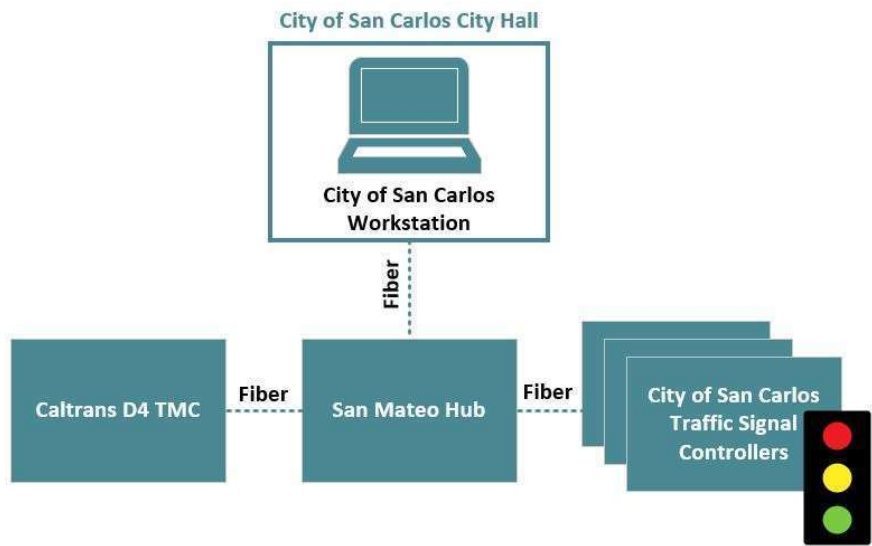 City of San Carlos City Hall
City of San Carlos
Workstation
Fiber
Caltrans D4 TMC
Fiber
San Mateo Hub
Fiber
City of San Carlos
Traffic Signal
Controllers